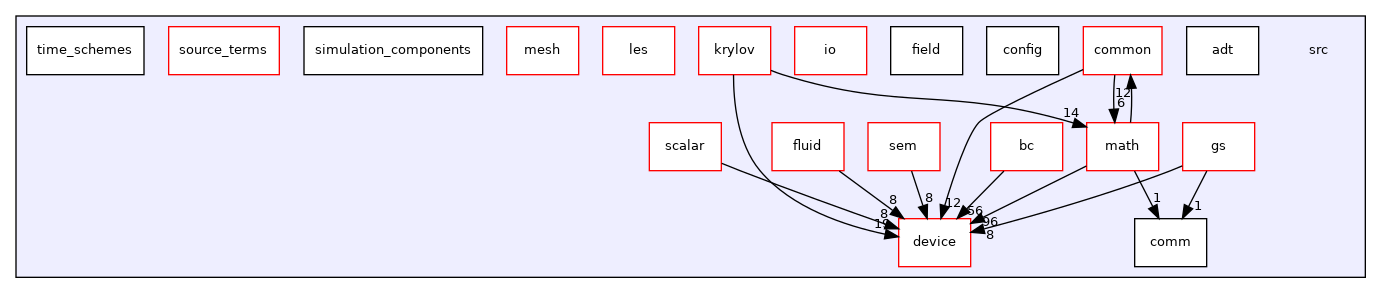 time_schemes
source_terms
simulation_components
mesh
les
krylov
io
field
config
common
adt
src
12
6
14
scalar
fluid
sem
bc
math
gs
8
8
12
56
1
1
8
96
8
device
comm